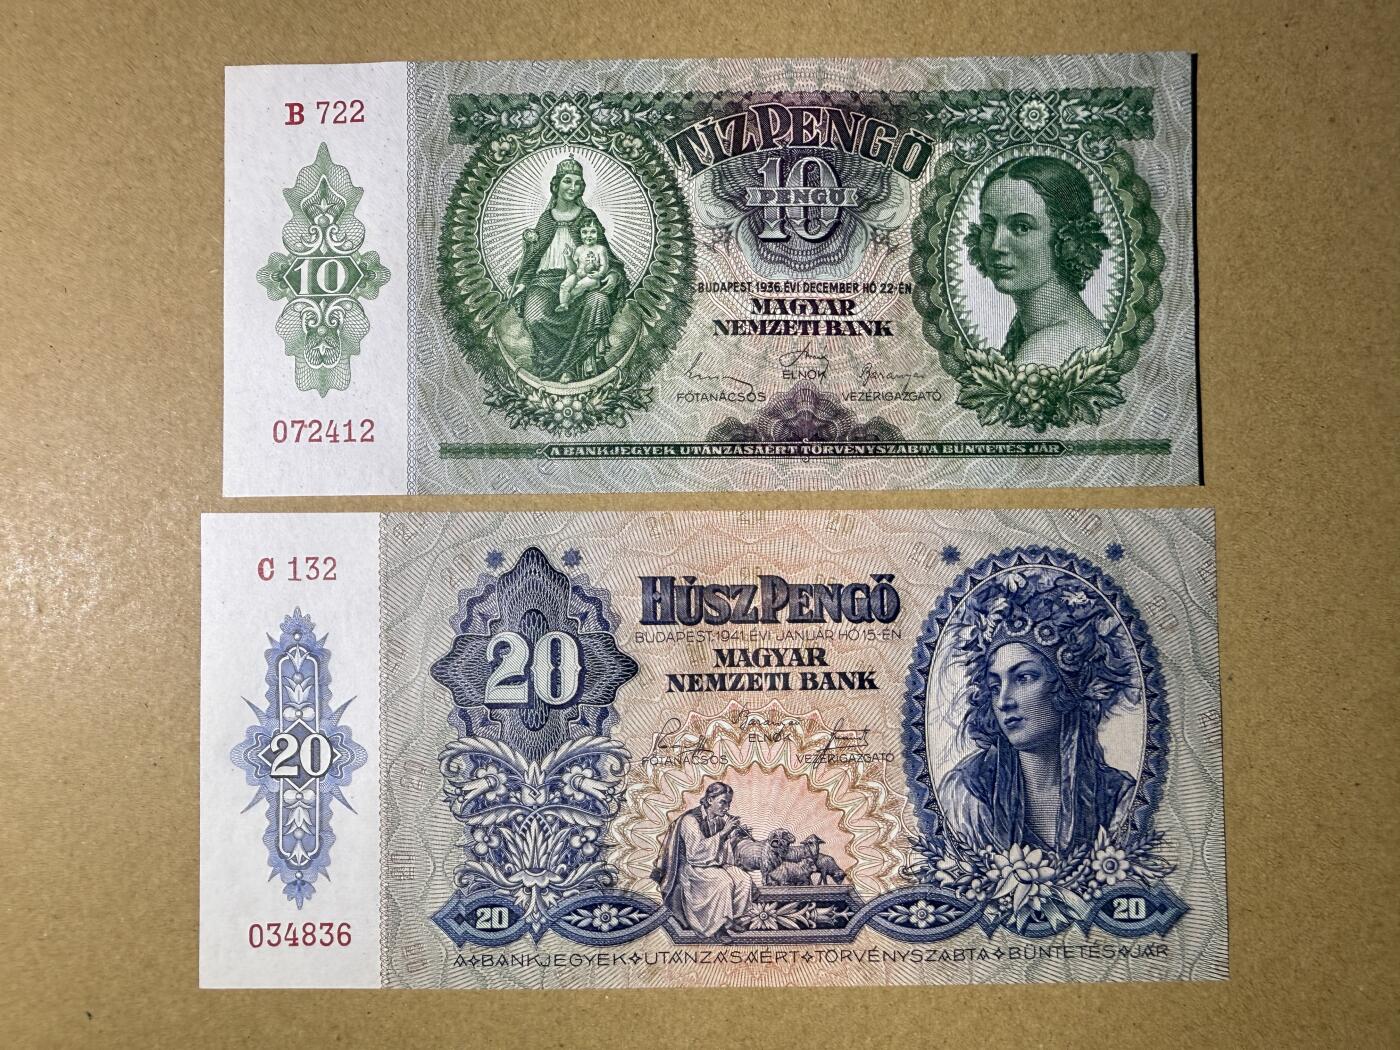 B 722
10
072412
TÍZ PENGŐ
10
PENGŐ
BUDAPEST, 1936. ÉVI DECEMBER HÓ 22-ÉN
MAGYAR
NEMZETI BANK
ELNÖK
FŐTANÁCSOS VEZÉRIGAZGATÓ
A BANKJEGYEK UTÁNZÁSÁÉRT TÖRVÉNYSZABTA BÜNTETÉS JÁR
C 132
20
034836
20
HÚSZ PENGŐ
BUDAPEST, 1941. ÉVI JANUÁR HÓ 15-ÉN
MAGYAR
NEMZETI BANK
ELNÖK
FŐTANÁCSOS VEZÉRIGAZGATÓ
20 20
A BANKJEGYEK UTÁNZÁSÁÉRT TÖRVÉNYSZABTA BÜNTETÉS JÁR